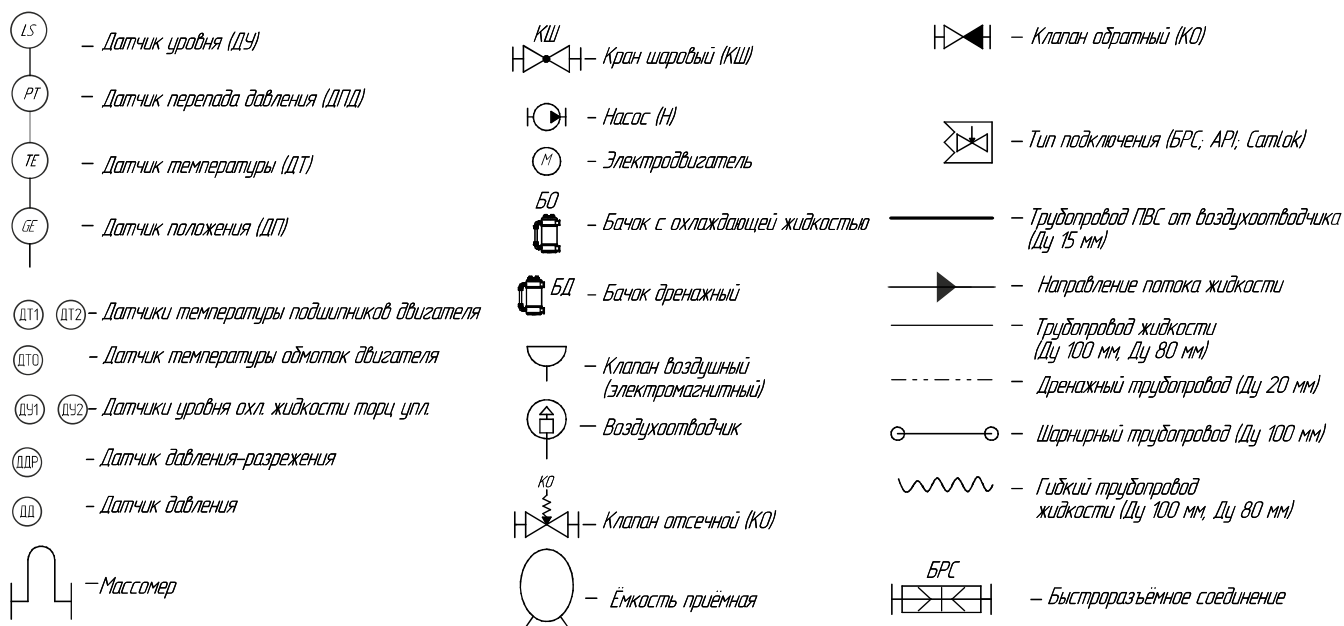 LS
– Датчик уровня (ДУ)
PT
– Датчик перепада давления (ДПД)
TE
– Датчик температуры (ДТ)
GE
– Датчик положения (ДП)
ДТ1 ДТ2 – Датчики температуры подшипников двигателя
ДТО – Датчик температуры обмоток двигателя
ДУ1 ДУ2 – Датчики уровня охл. жидкости торц упл.
ДДР – Датчик давления-разрежения
ДД – Датчик давления
– Массомер
КШ
– Кран шаровый (КШ)
– Насос (Н)
М – Электродвигатель
БО
– Бачок с охлаждающей жидкостью
БД – Бачок дренажный
– Клапан воздушный
(электромагнитный)
– Воздухоотводчик
КО
– Клапан отсечной (КО)
– Ёмкость приёмная
– Клапан обратный (КО)
– Тип подключения (БРС; API; Camlok)
– Трубопровод ПВС от воздухоотводчика
(Ду 15 мм)
– Направление потока жидкости
– Трубопровод жидкости
(Ду 100 мм, Ду 80 мм)
– Дренажный трубопровод (Ду 20 мм)
– Шарнирный трубопровод (Ду 100 мм)
– Гибкий трубопровод
жидкости (Ду 100 мм, Ду 80 мм)
БРС
– Быстроразъёмное соединение